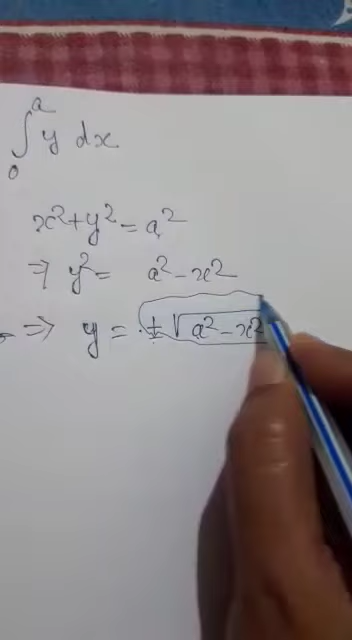 ∫₀ᵃ y dx
x²+y² = a²
⇒ y² = a² - x²
⇒ y = ± √a² - x²